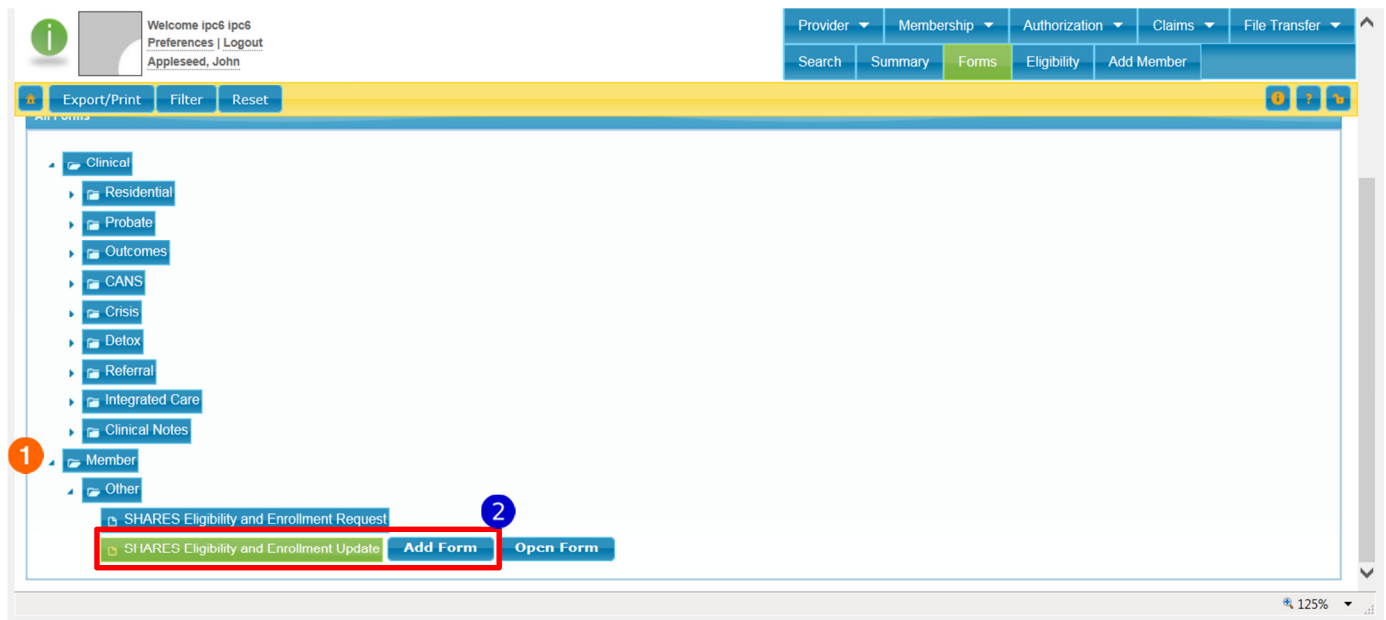 Welcome ipc6 ipc6
Preferences | Logout
Appleseed, John
Provider Membership Authorization Claims File Transfer
Search Summary Forms Eligibility Add Member
Export/Print Filter Reset
All Forms
Clinical
Residential
Probate
Outcomes
CANS
Crisis
Detox
Referral
Integrated Care
Clinical Notes
1 Member
Other
SHARES Eligibility and Enrollment Request
2
SHARES Eligibility and Enrollment Update Add Form Open Form
125%